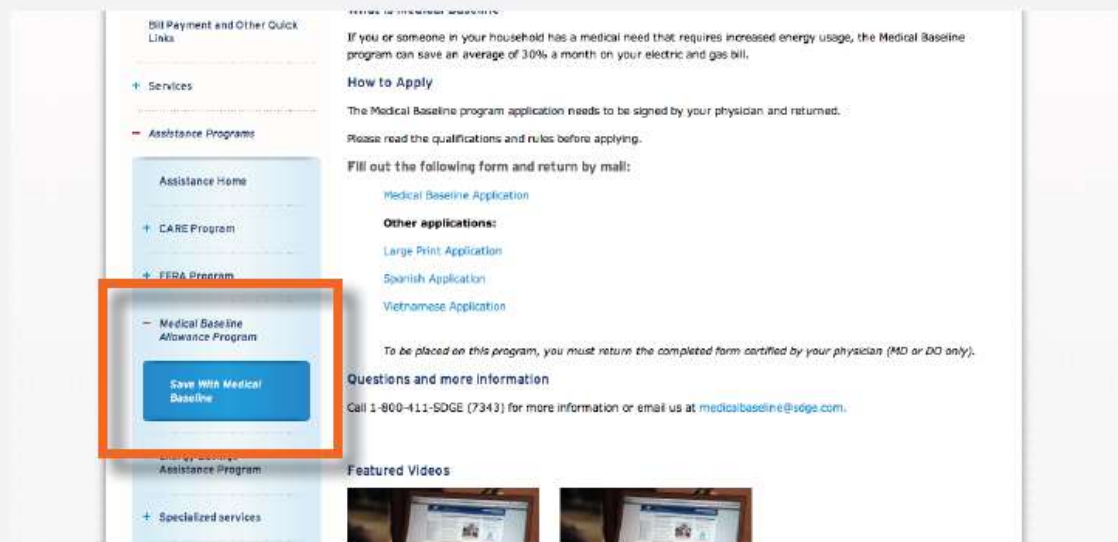 Bill Payment and Other Quick
Links
+ Services
− Assistance Programs
Assistance Home
+ CARE Program
+ FERA Program
− Medical Baseline
Allowance Program
Save With Medical
Baseline
Assistance Program
+ Specialized services
What is Medical Baseline
If you or someone in your household has a medical need that requires increased energy usage, the Medical Baseline
program can save an average of 30% a month on your electric and gas bill.
How to Apply
The Medical Baseline program application needs to be signed by your physician and returned.
Please read the qualifications and rules before applying.
Fill out the following form and return by mail:
Medical Baseline Application
Other applications:
Large Print Application
Spanish Application
Vietnamese Application
To be placed on this program, you must return the completed form certified by your physician (MD or DO only).
Questions and more information
Call 1-800-411-SDGE (7343) for more information or email us at medicalbaseline@sdge.com.
Featured Videos